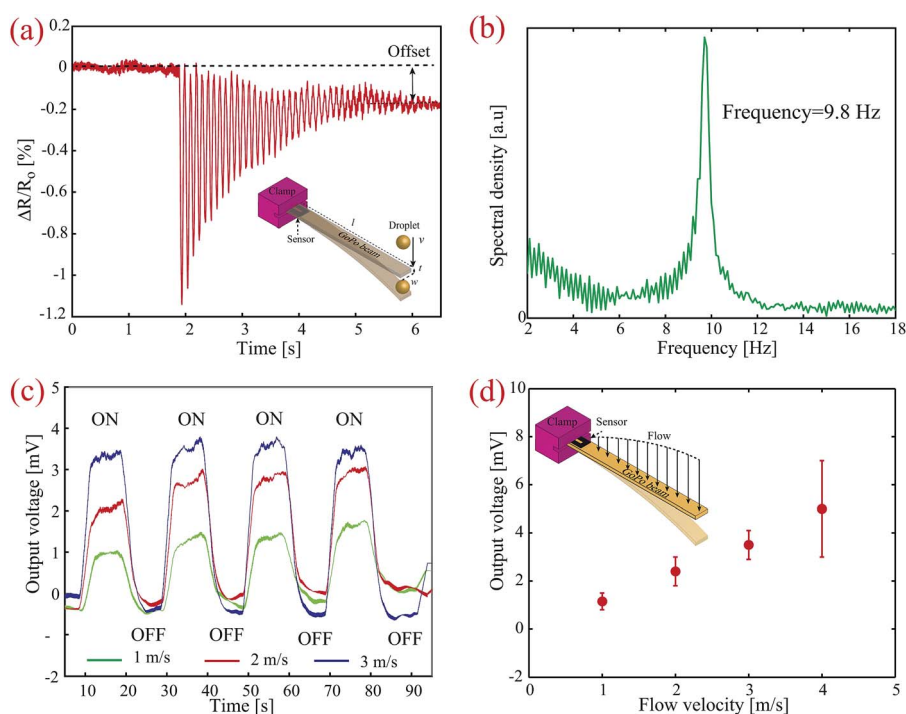 (a)
0.2
0
-0.2
-0.4
-0.6
-0.8
-1
-1.2
ΔR/Ro [%]
Offset
Clamp
Sensor
l
GoPo beam
Droplet
v
t
w
0 1 2 3 4 5 6
Time [s]
(b)
Spectral density [a.u]
Frequency=9.8 Hz
0
2 4 6 8 10 12 14 16 18
Frequency [Hz]
(c)
5
4
3
2
1
0
-1
-2
Output voltage [mV]
ON ON ON ON
OFF OFF OFF OFF
1 m/s 2 m/s 3 m/s
10 20 30 40 50 60 70 80 90
Time [s]
(d)
10
8
6
4
2
0
-2
Output voltage [mV]
Clamp
Sensor
Flow
GoPo beam
0 1 2 3 4 5
Flow velocity [m/s]